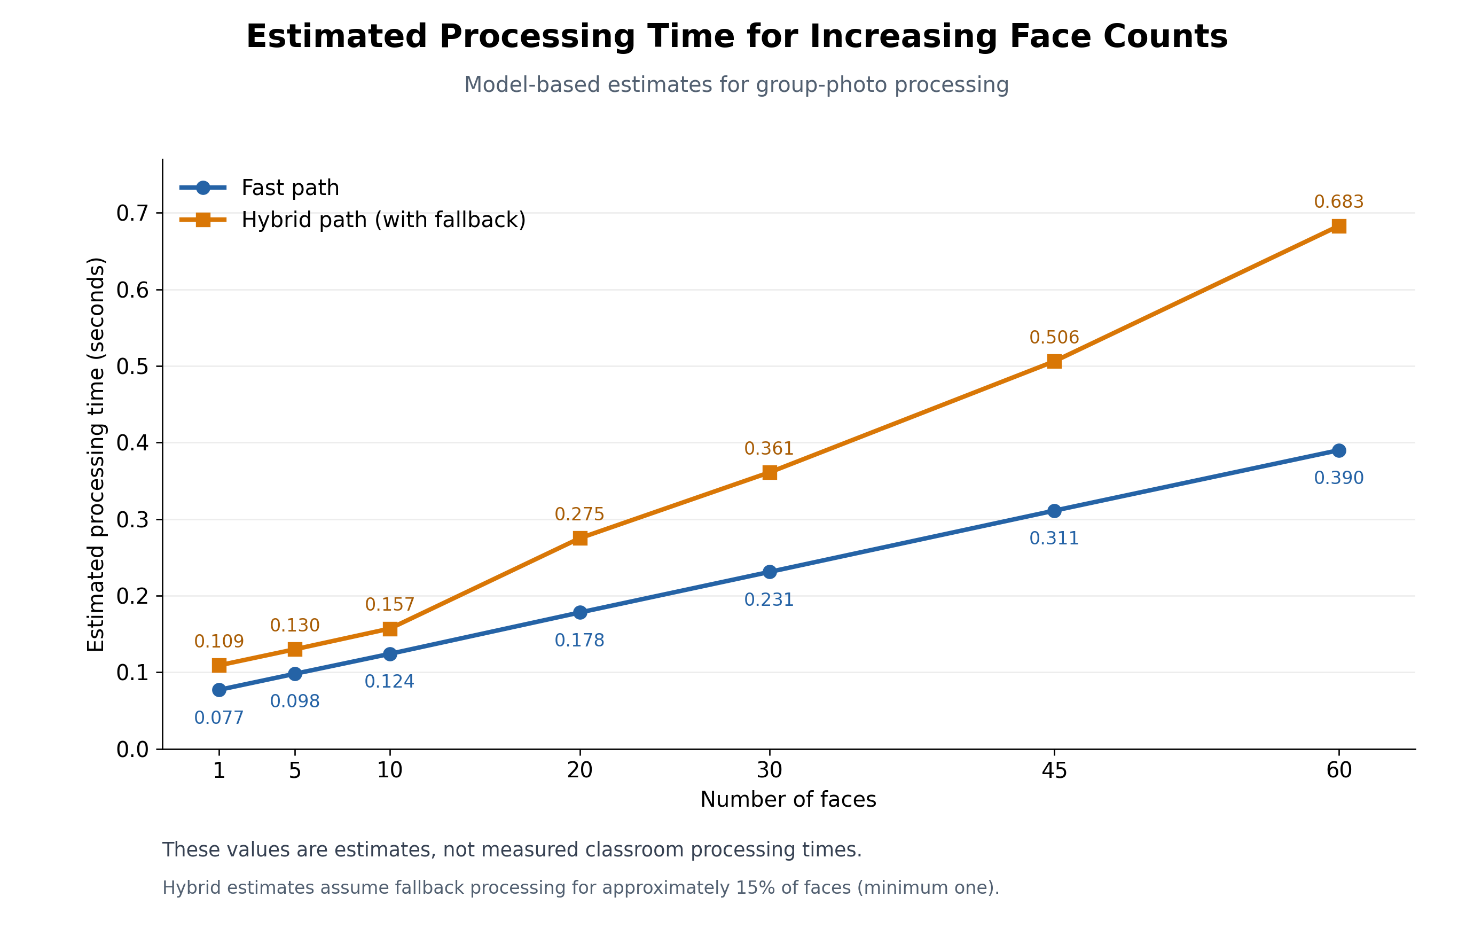 Estimated Processing Time for Increasing Face Counts
Model-based estimates for group-photo processing
Fast path
Hybrid path (with fallback)
Estimated processing time (seconds)
0.7
0.6
0.5
0.4
0.3
0.2
0.1
0.0
0.109
0.130
0.157
0.275
0.361
0.506
0.683
0.077
0.098
0.124
0.178
0.231
0.311
0.390
1 5 10 20 30 45 60
Number of faces
These values are estimates, not measured classroom processing times.
Hybrid estimates assume fallback processing for approximately 15% of faces (minimum one).